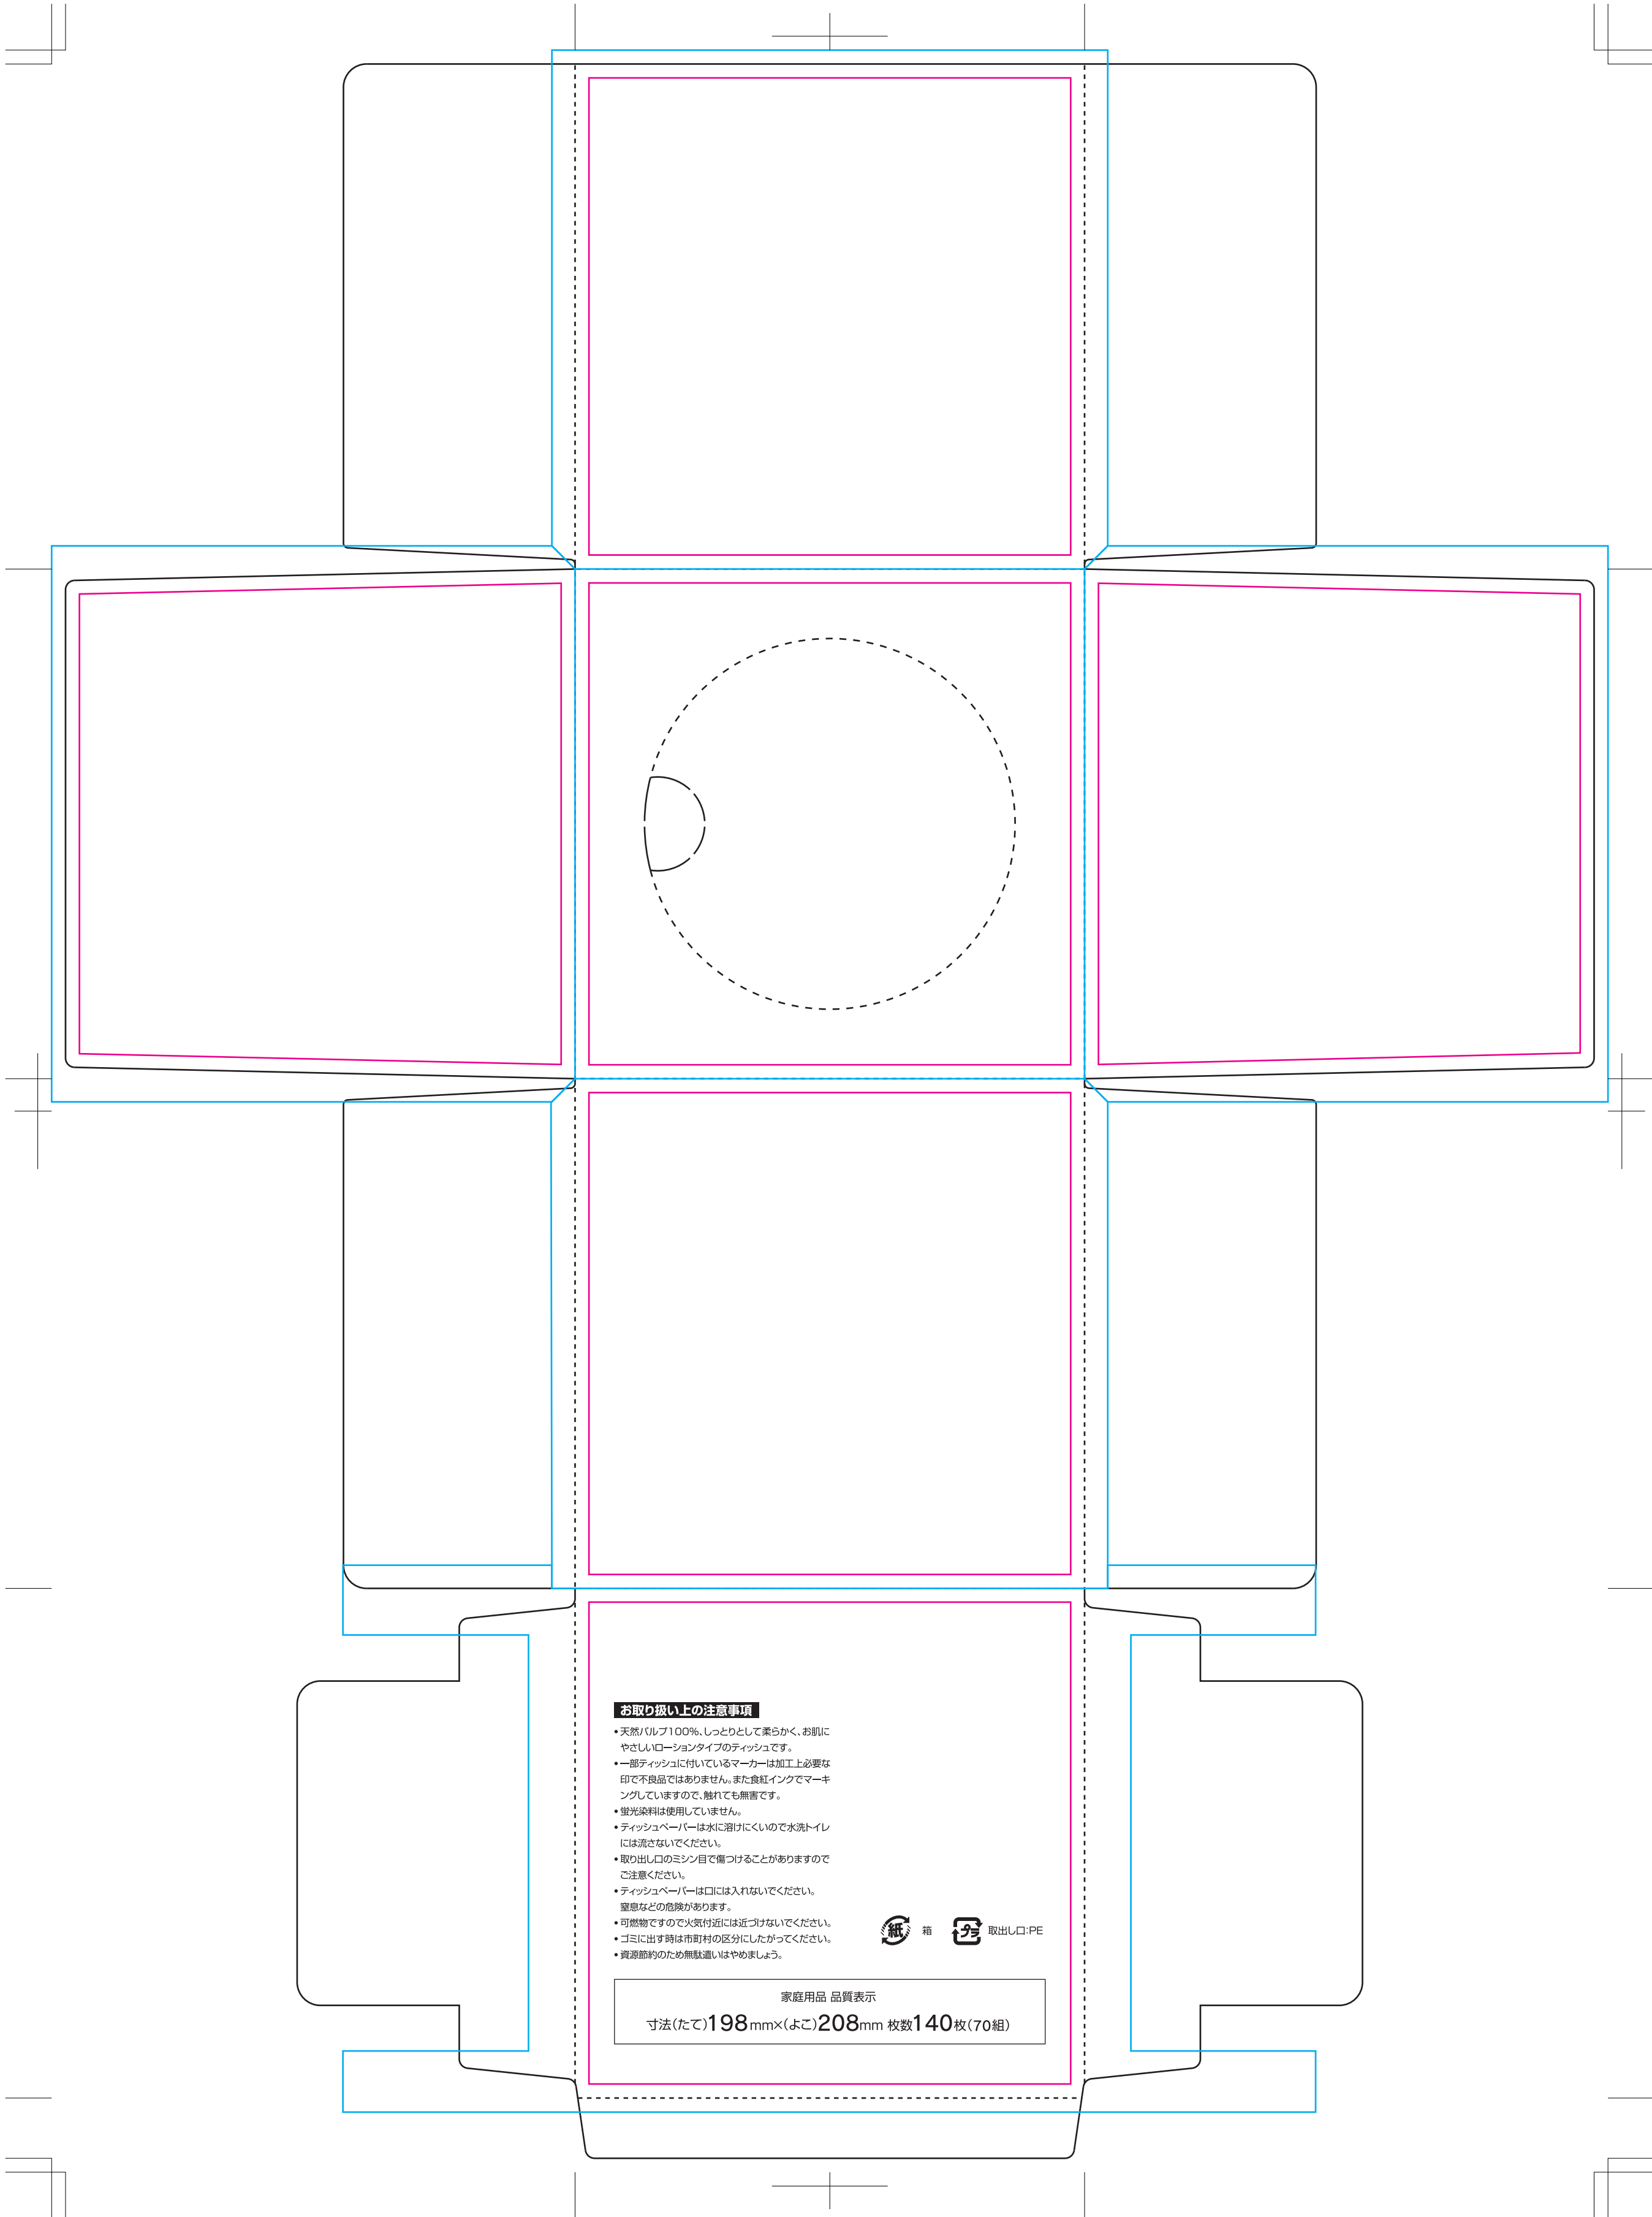 お取り扱い上の注意事項
•天然パルプ100%、しっとりとして柔らかく、お肌に
やさしいローションタイプのティッシュです。
•一部ティッシュに付いているマーカーは加工上必要な
印で不良品ではありません。また食紅インクでマーキ
ングしていますので、触れても無害です。
•蛍光染料は使用していません。
•ティッシュペーパーは水に溶けにくいので水洗トイレ
には流さないでください。
•取り出し口のミシン目で傷つけることがありますので
ご注意ください。
•ティッシュペーパーは口には入れないでください。
窒息などの危険があります。
•可燃物ですので火気付近には近づけないでください。
•ゴミに出す時は市町村の区分にしたがってください。
•資源節約のため無駄遣いはやめましょう。
紙 箱 プラ 取出し口:PE
家庭用品 品質表示
寸法(たて)198mm×(よこ)208mm 枚数140枚(70組)